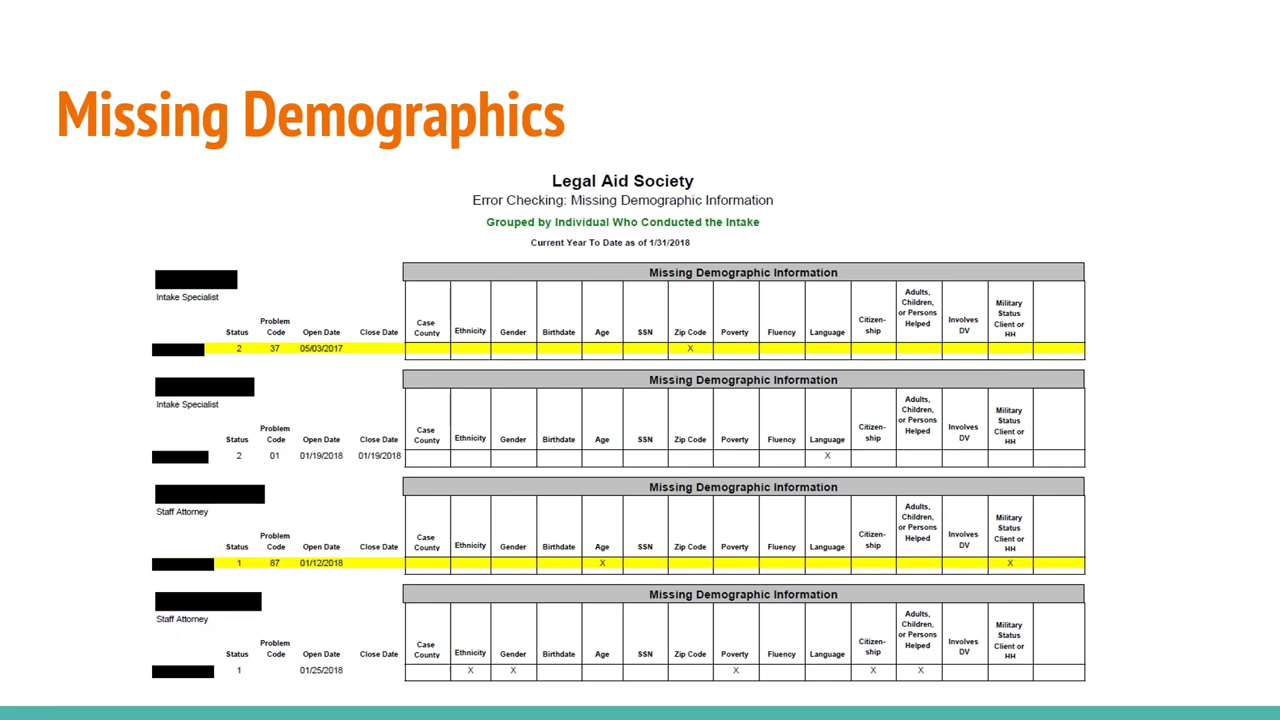 Missing Demographics
Legal Aid Society
Error Checking: Missing Demographic Information
Grouped by Individual Who Conducted the Intake
Current Year To Date as of 1/31/2018
Missing Demographic Information
Intake Specialist
Status Problem Code Open Date Close Date Case County Ethnicity Gender Birthdate Age SSN Zip Code Poverty Fluency Language Citizen-ship Adults, Children, or Persons Helped Involves DV Military Status Client or HH
2 37 05/03/2017 X
Missing Demographic Information
Intake Specialist
Status Problem Code Open Date Close Date Case County Ethnicity Gender Birthdate Age SSN Zip Code Poverty Fluency Language Citizen-ship Adults, Children, or Persons Helped Involves DV Military Status Client or HH
2 01 01/19/2018 01/19/2018 X
Missing Demographic Information
Staff Attorney
Status Problem Code Open Date Close Date Case County Ethnicity Gender Birthdate Age SSN Zip Code Poverty Fluency Language Citizen-ship Adults, Children, or Persons Helped Involves DV Military Status Client or HH
1 87 01/12/2018 X X
Missing Demographic Information
Staff Attorney
Status Problem Code Open Date Close Date Case County Ethnicity Gender Birthdate Age SSN Zip Code Poverty Fluency Language Citizen-ship Adults, Children, or Persons Helped Involves DV Military Status Client or HH
1 01/25/2018 X X X X X